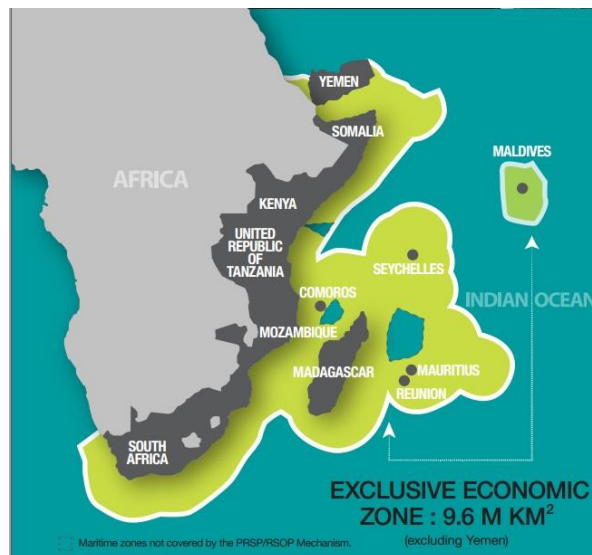 YEMEN
SOMALIA
MALDIVES
AFRICA
KENYA
UNITED
REPUBLIC
OF
TANZANIA
SEYCHELLES
COMOROS
INDIAN OCEAN
MOZAMBIQUE
MADAGASCAR
MAURITIUS
REUNION
SOUTH
AFRICA
EXCLUSIVE ECONOMIC
ZONE : 9.6 M KM²
(excluding Yemen)
Maritime zones not covered by the PRSP/RSOP Mechanism.